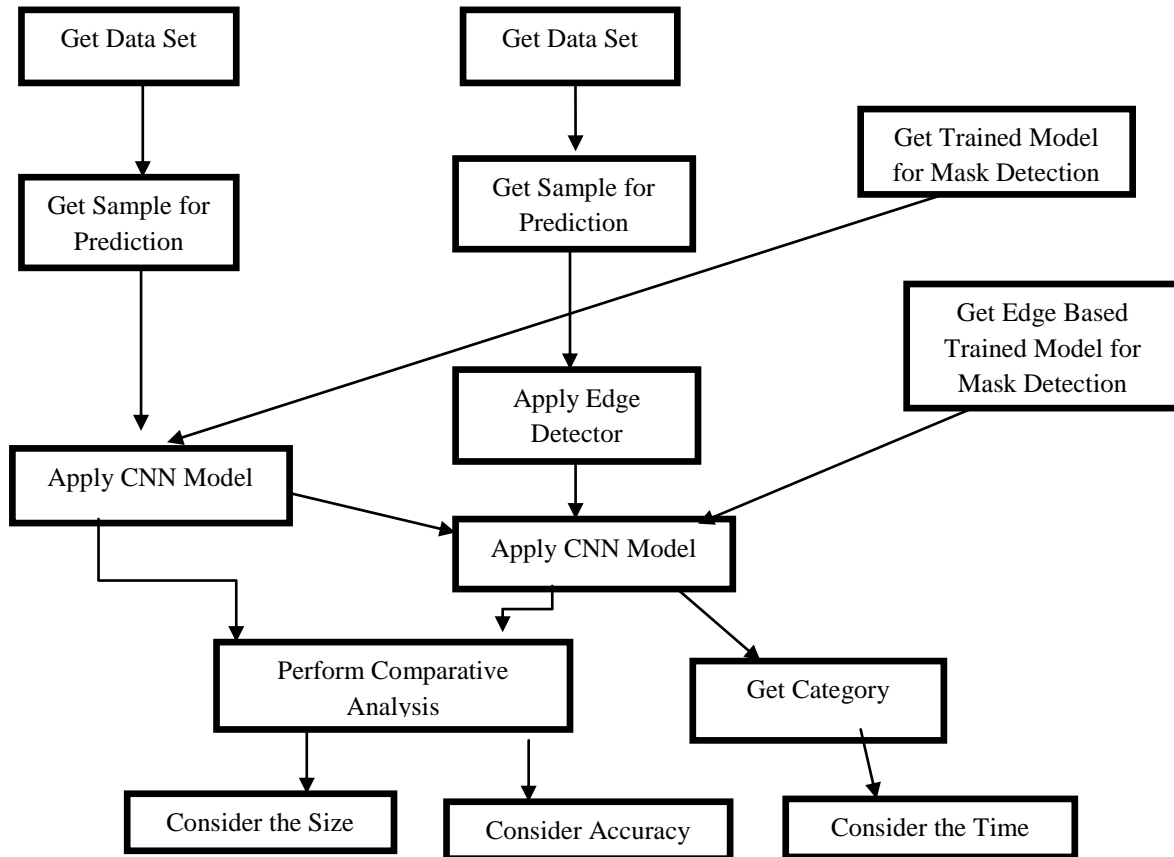 Get Data Set
Get Data Set
Get Trained Model
for Mask Detection
Get Sample for
Prediction
Get Sample for
Prediction
Get Edge Based
Trained Model for
Mask Detection
Apply Edge
Detector
Apply CNN Model
Apply CNN Model
Perform Comparative
Analysis
Get Category
Consider the Size
Consider Accuracy
Consider the Time